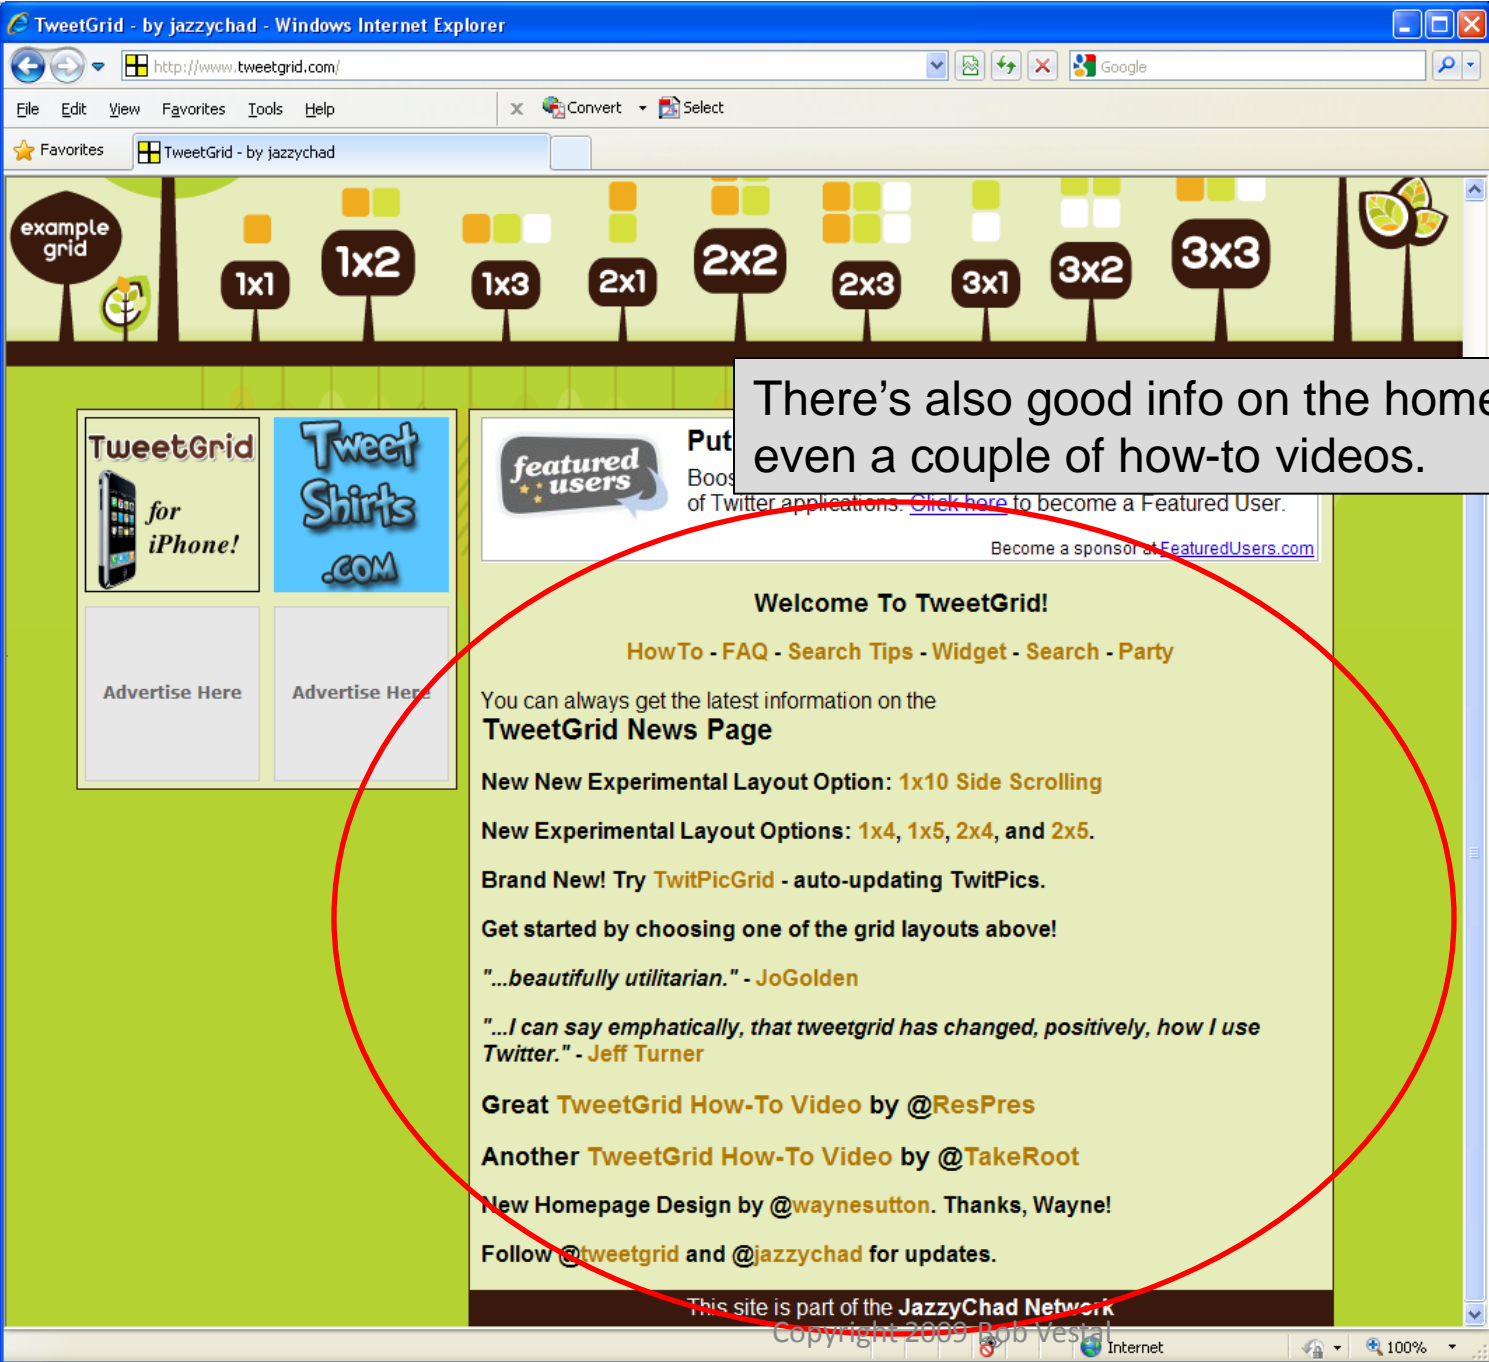 TweetGrid - by jazzychad - Windows Internet Explorer
http://www.tweetgrid.com/
Google
File Edit View Favorites Tools Help
x Convert Select
Favorites
TweetGrid - by jazzychad
example
grid
1x1
1x2
1x3
2x1
2x2
2x3
3x1
3x2
3x3
There’s also good info on the home
even a couple of how-to videos.
TweetGrid
for
iPhone!
Tweet
Shirts
.COM
Advertise Here
Advertise Here
featured
users
Put
Boos
of Twitter applications. Click here to become a Featured User.
Become a sponsor at FeaturedUsers.com
Welcome To TweetGrid!
HowTo - FAQ - Search Tips - Widget - Search - Party
You can always get the latest information on the
TweetGrid News Page
New New Experimental Layout Option: 1x10 Side Scrolling
New Experimental Layout Options: 1x4, 1x5, 2x4, and 2x5.
Brand New! Try TwitPicGrid - auto-updating TwitPics.
Get started by choosing one of the grid layouts above!
"...beautifully utilitarian." - JoGolden
"...I can say emphatically, that tweetgrid has changed, positively, how I use
Twitter." - Jeff Turner
Great TweetGrid How-To Video by @ResPres
Another TweetGrid How-To Video by @TakeRoot
New Homepage Design by @waynesutton. Thanks, Wayne!
Follow @tweetgrid and @jazzychad for updates.
This site is part of the JazzyChad Network
Copyright 2009 Bob Vestal
Internet
100%